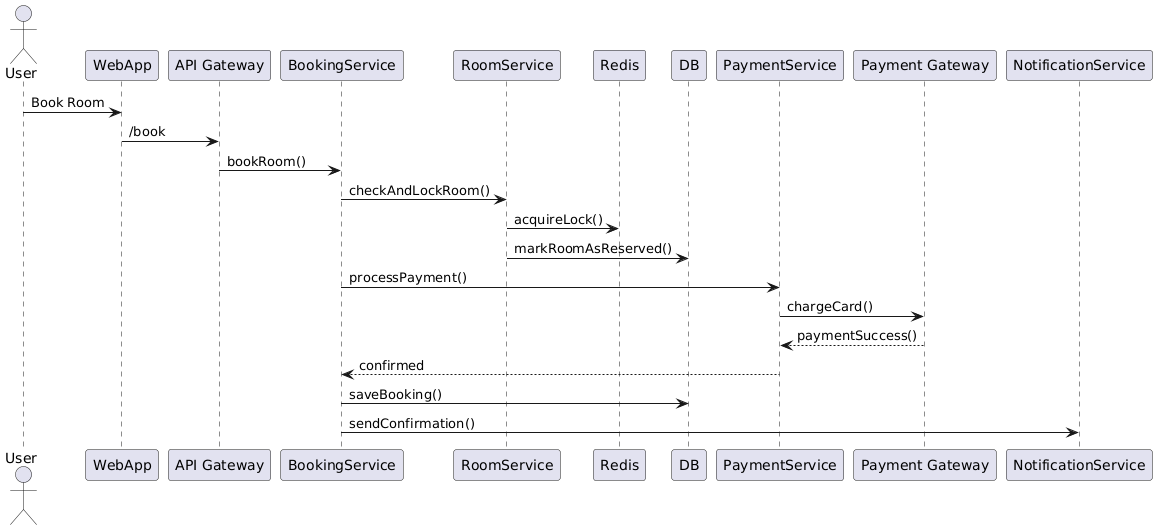 User
WebApp
API Gateway
BookingService
RoomService
Redis
DB
PaymentService
Payment Gateway
NotificationService
Book Room
/book
bookRoom()
checkAndLockRoom()
acquireLock()
markRoomAsReserved()
processPayment()
chargeCard()
paymentSuccess()
confirmed
saveBooking()
sendConfirmation()
User
WebApp
API Gateway
BookingService
RoomService
Redis
DB
PaymentService
Payment Gateway
NotificationService